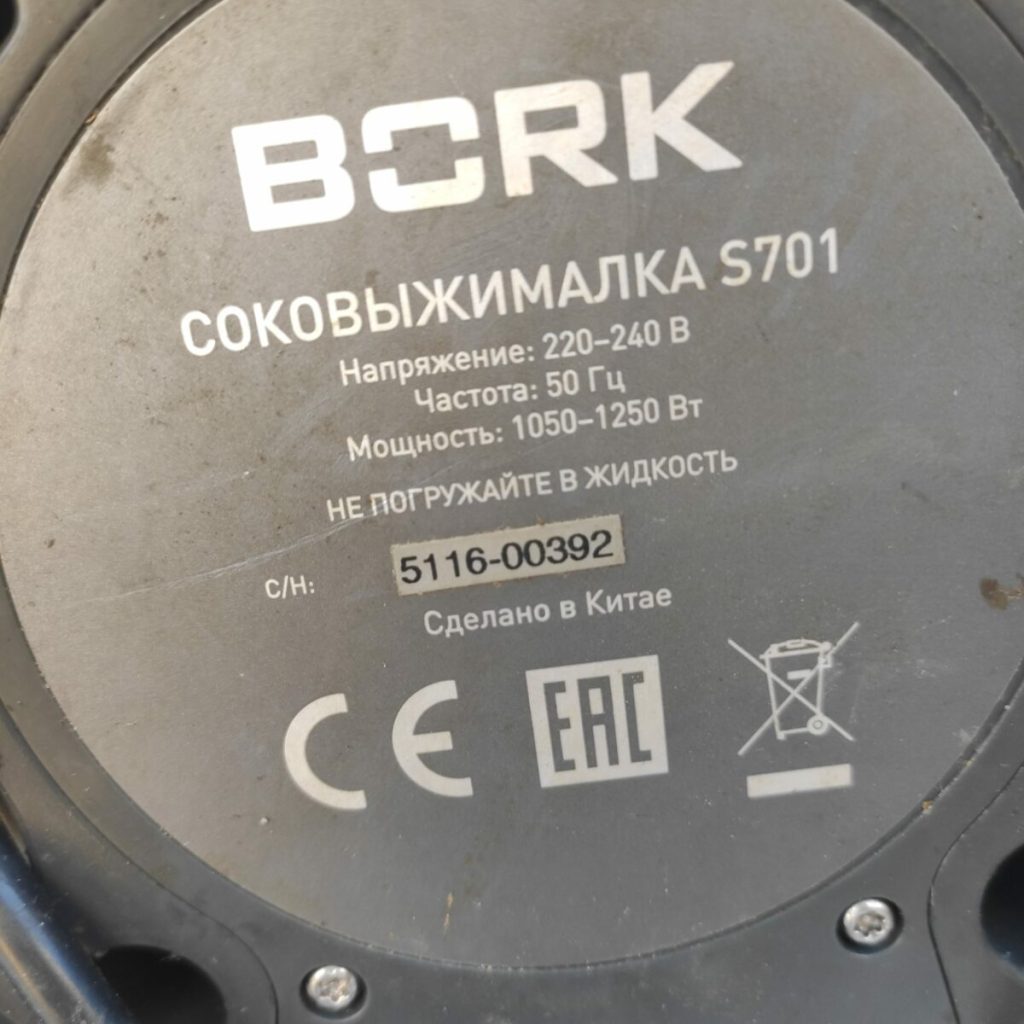 BORK
СОКОВЫЖИМАЛКА S701
Напряжение: 220–240 В
Частота: 50 Гц
Мощность: 1050–1250 Вт
НЕ ПОГРУЖАЙТЕ В ЖИДКОСТЬ
С/Н: 5116-00392
Сделано в Китае
CE EAC